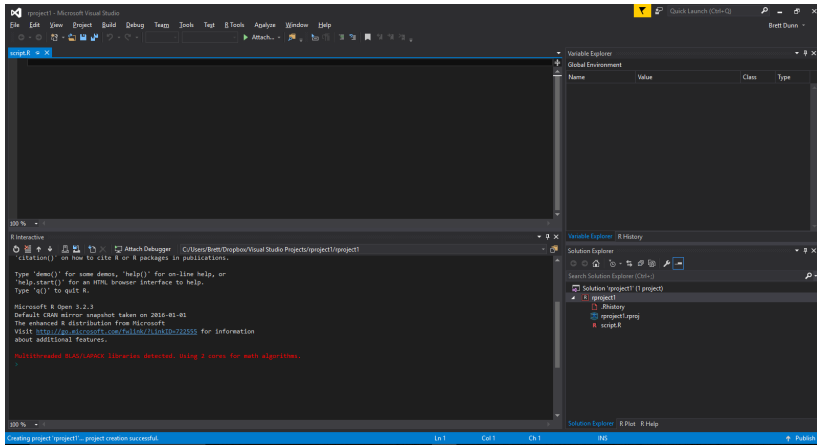 rproject1 - Microsoft Visual Studio
Quick Launch (Ctrl+Q)
File Edit View Project Build Debug Team Tools Test R Tools Analyze Window Help
Brett Dunn
Attach...
script.R
100 %
Variable Explorer
Global Environment
Name Value Class Type
Variable Explorer R History
R Interactive
Attach Debugger C:/Users/Brett/Dropbox/Visual Studio Projects/rproject1/rproject1
'citation()' on how to cite R or R packages in publications.
Type 'demo()' for some demos, 'help()' for on-line help, or
'help.start()' for an HTML browser interface to help.
Type 'q()' to quit R.
Microsoft R Open 3.2.3
Default CRAN mirror snapshot taken on 2016-01-01
The enhanced R distribution from Microsoft
Visit http://go.microsoft.com/fwlink/?LinkID=722555 for information
about additional features.
Multithreaded BLAS/LAPACK libraries detected. Using 3 cores for math algorithms.
>
100 %
Solution Explorer
Search Solution Explorer (Ctrl+;)
Solution 'rproject1' (1 project)
rproject1
.Rhistory
rproject1.rproj
script.R
Solution Explorer R Plot R Help
Creating project 'rproject1'... project creation successful.
Ln 1 Col 1 Ch 1 INS
Publish